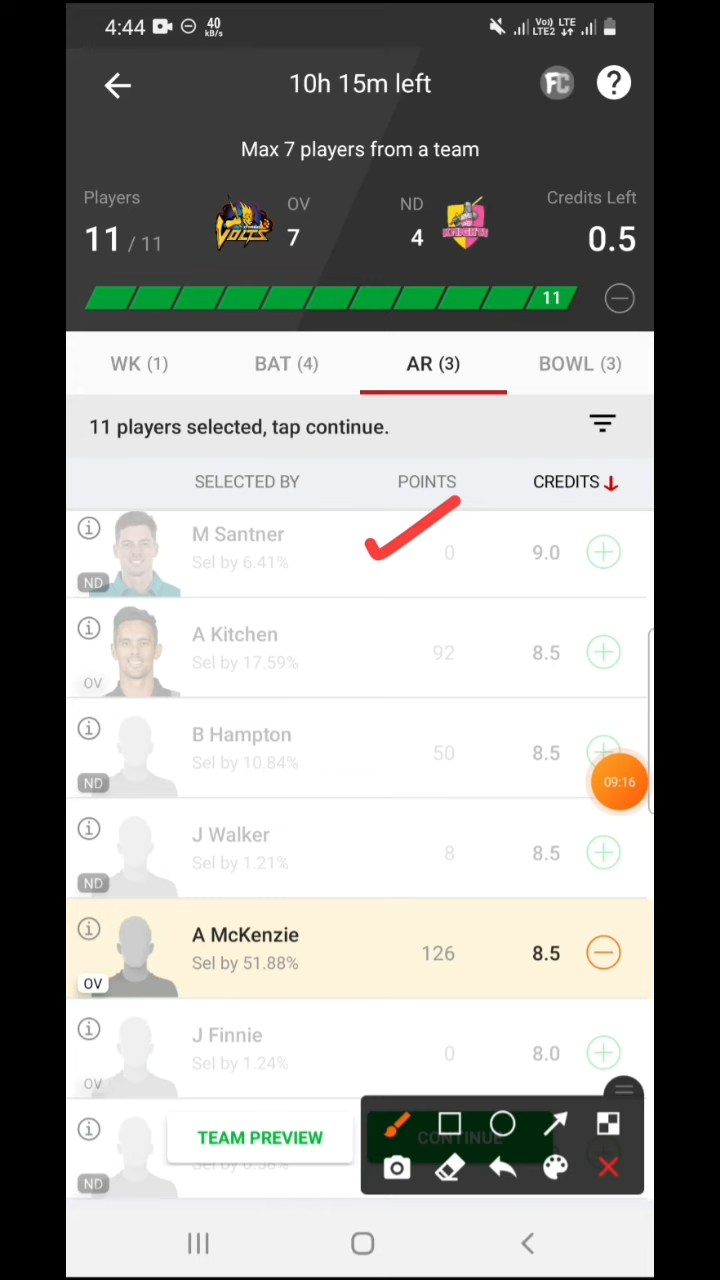 4:44 40 kB/s Vo) LTE LTE2
10h 15m left FC ?
Max 7 players from a team
Players OV ND Credits Left
11 / 11 VOLTS 7 4 KNIGHTS 0.5
11
WK (1) BAT (4) AR (3) BOWL (3)
11 players selected, tap continue.
SELECTED BY POINTS CREDITS
M Santner
Sel by 6.41% 0 9.0
ND
A Kitchen
Sel by 17.59% 92 8.5
OV
B Hampton
Sel by 10.84% 50 8.5
ND
09:16
J Walker
Sel by 1.21% 8 8.5
ND
A McKenzie
Sel by 51.88% 126 8.5
OV
J Finnie
Sel by 1.24% 0 8.0
OV
TEAM PREVIEW CONTINUE
Sel by
ND